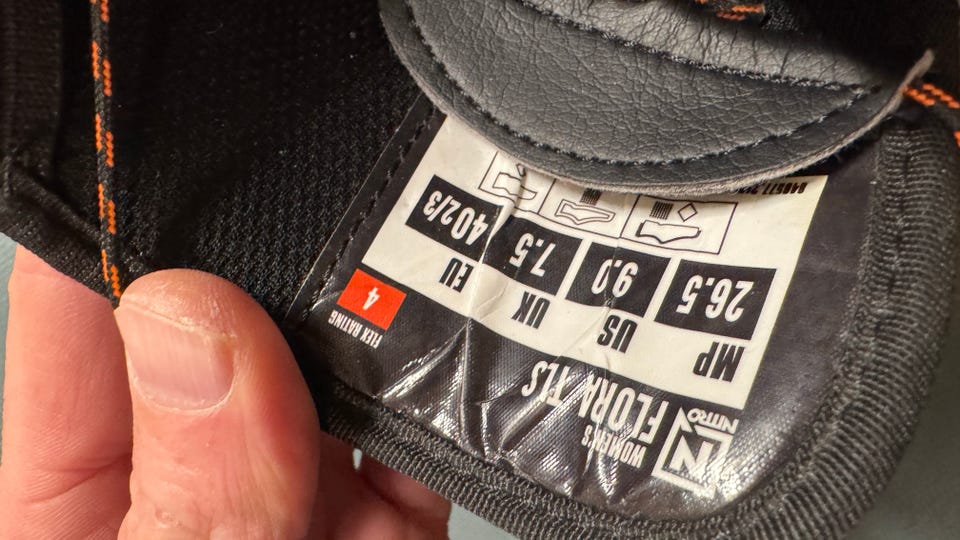 NITRO
WOMEN'S
FLORA TLS
FLEX RATING
4
MP US UK EU
26.5 9.0 7.5 40 2/3